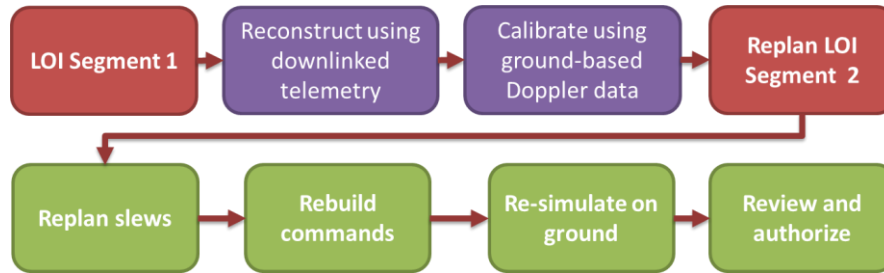 LOI Segment 1
Reconstruct using
downlinked
telemetry
Calibrate using
ground-based
Doppler data
Replan LOI
Segment 2
Replan slews
Rebuild
commands
Re-simulate on
ground
Review and
authorize